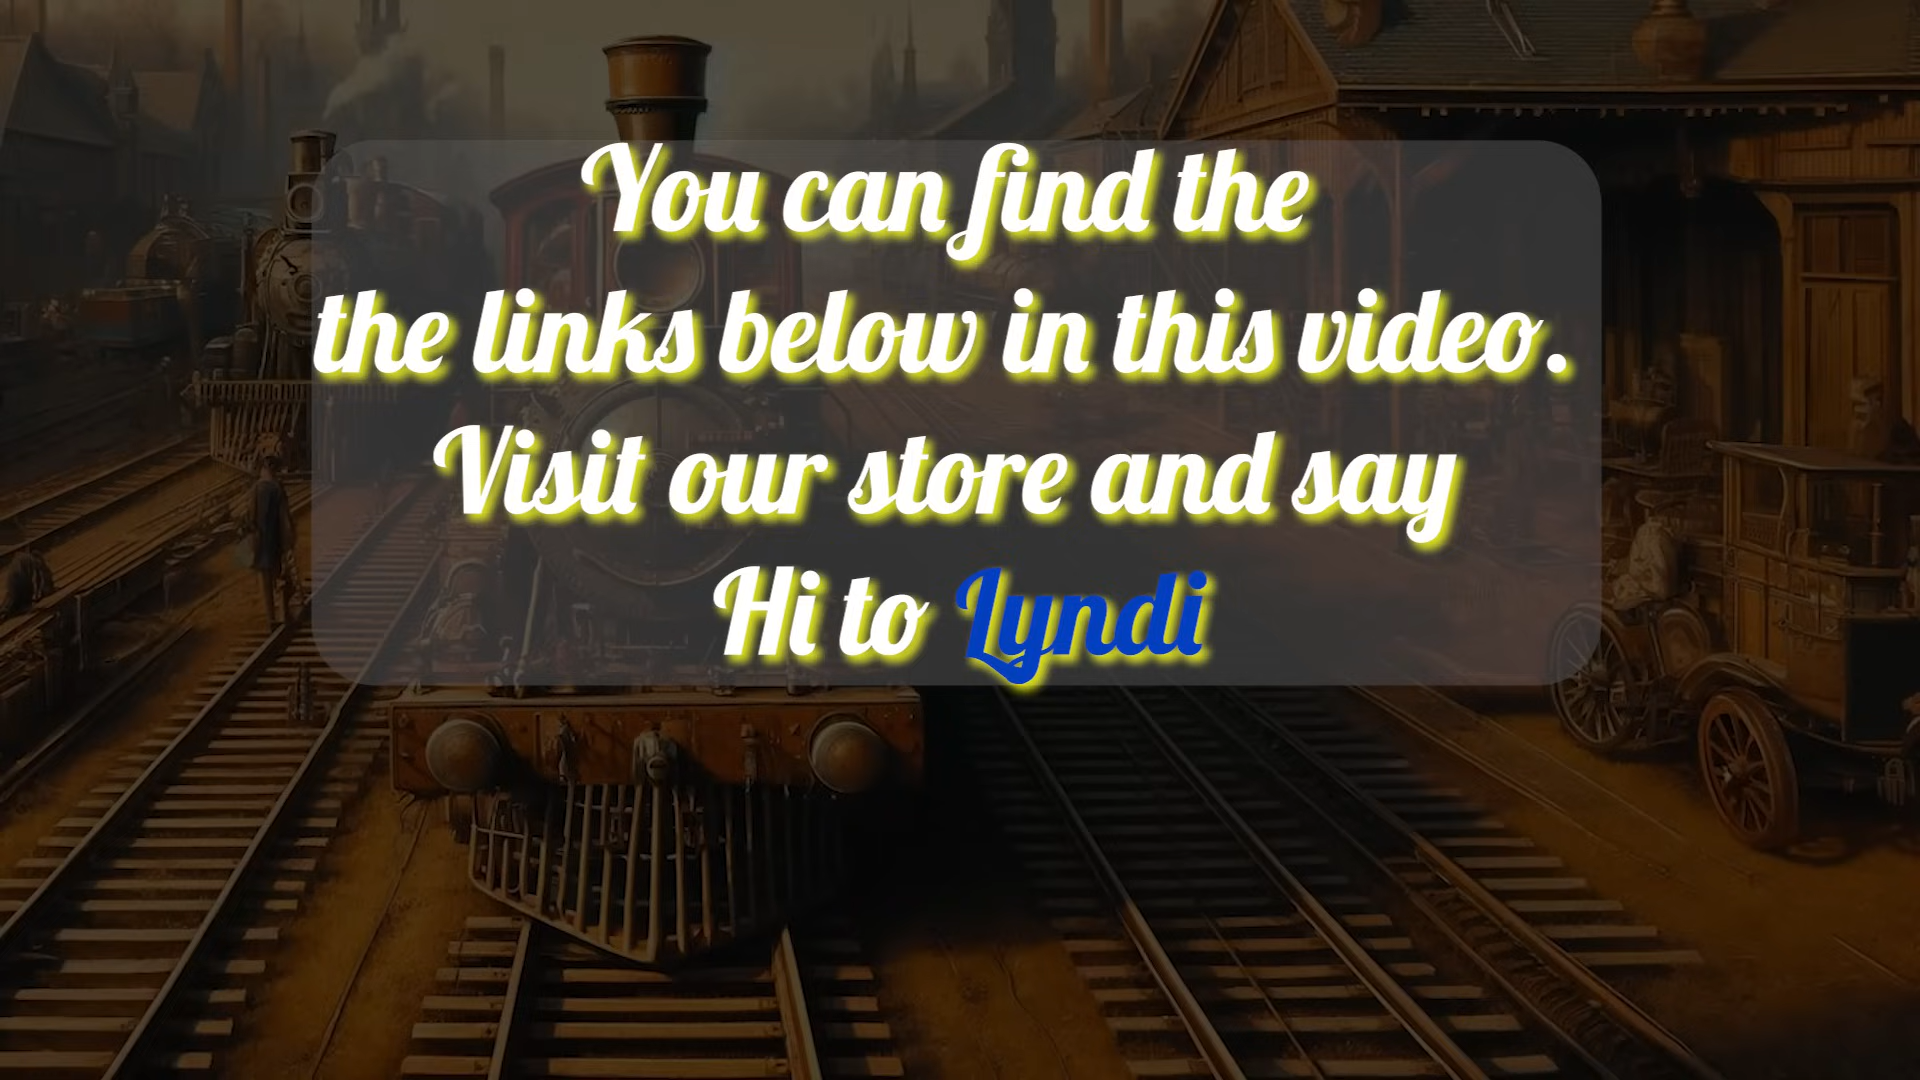 You can find the
the links below in this video.
Visit our store and say
Hi to Lyndi